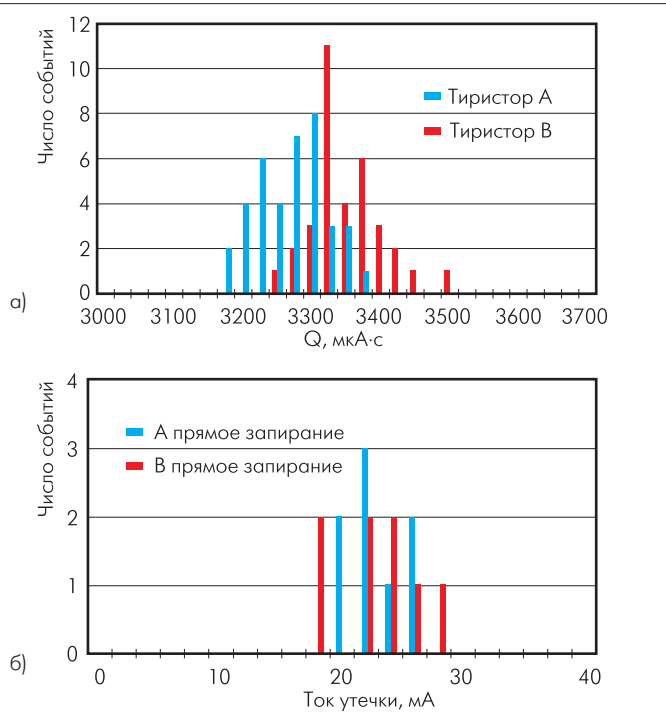 Число событий
12
10
8
6
4
2
0
Тиристор А
Тиристор В
3000 3100 3200 3300 3400 3500 3600 3700
Q, мкА·с
а)
Число событий
4
3
2
1
0
А прямое запирание
В прямое запирание
0 10 20 30 40
Ток утечки, мА
б)